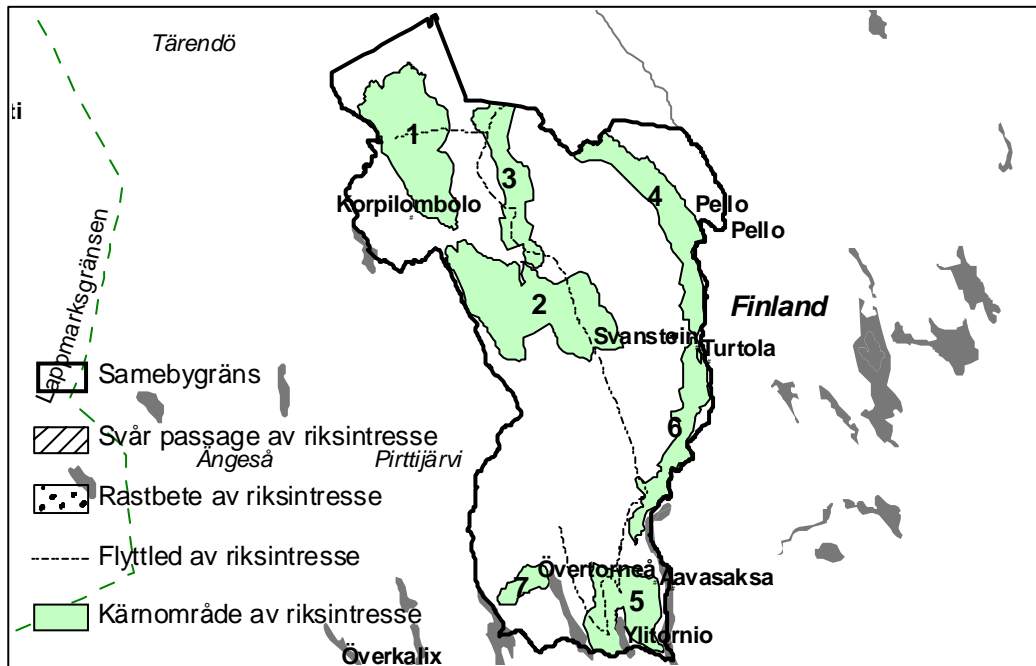 Tärendö
ti
1
3
4
Korpilombolo
Pello
Pello
Lappmarksgränsen
2
Finland
Svanstein
Turtola
Samebygräns
6
Svår passage av riksintresse
Ängeså
Pirttijärvi
Rastbete av riksintresse
Flyttled av riksintresse
Övertorneå
Aavasaksa
7
5
Kärnområde av riksintresse
Ylitornio
Överkalix